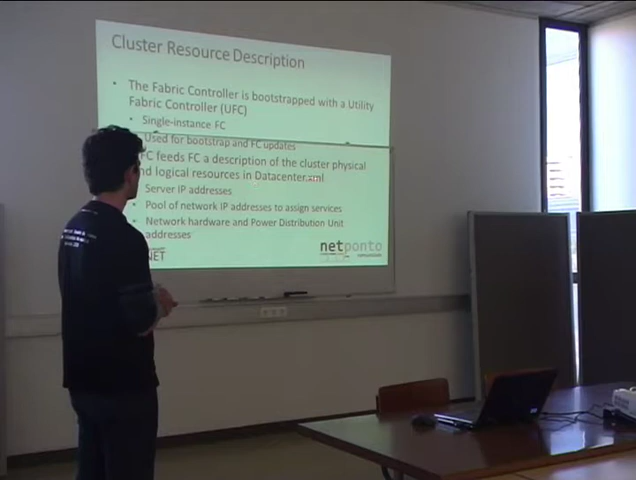 Cluster Resource Description
• The Fabric Controller is bootstrapped with a Utility
Fabric Controller (UFC)
• Single-instance FC
Used for bootstrap and FC updates
FC feeds FC a description of the cluster physical
and logical resources in Datacenter.xml
Server IP addresses
Pool of network IP addresses to assign services
Network hardware and Power Distribution Unit
addresses
NET
netponto